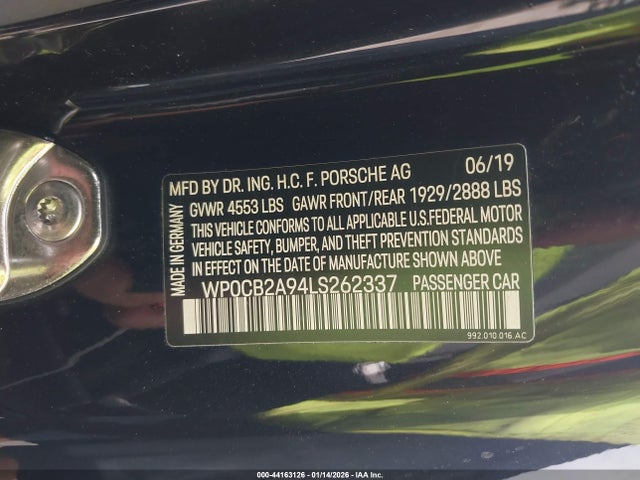 MFD BY DR. ING. H.C. F. PORSCHE AG 06/19
GVWR 4553 LBS GAWR FRONT/REAR 1929/2888 LBS
THIS VEHICLE CONFORMS TO ALL APPLICABLE U.S.FEDERAL MOTOR
VEHICLE SAFETY, BUMPER, AND THEFT PREVENTION STANDARDS
IN EFFECT ON THE DATE OF MANUFACTURE SHOWN ABOVE
WP0CB2A94LS262337 PASSENGER CAR
992.010.016.AC
MADE IN GERMANY
000-44163126 - 01/14/2026 - IAA Inc.